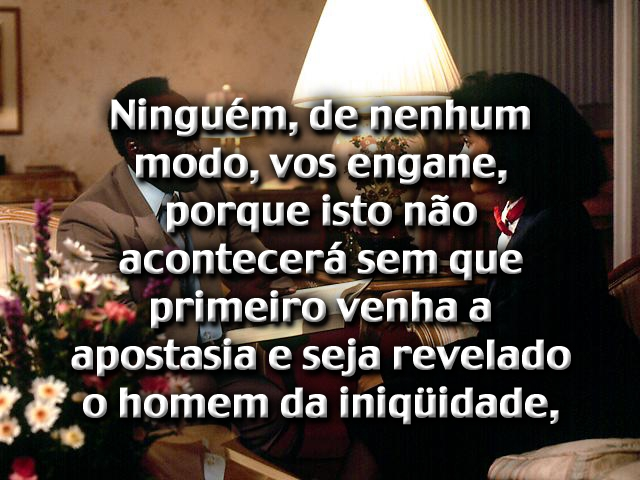 Ninguém, de nenhum
modo, vos engane,
porque isto não
acontecerá sem que
primeiro venha a
apostasia e seja revelado
o homem da iniqüidade,